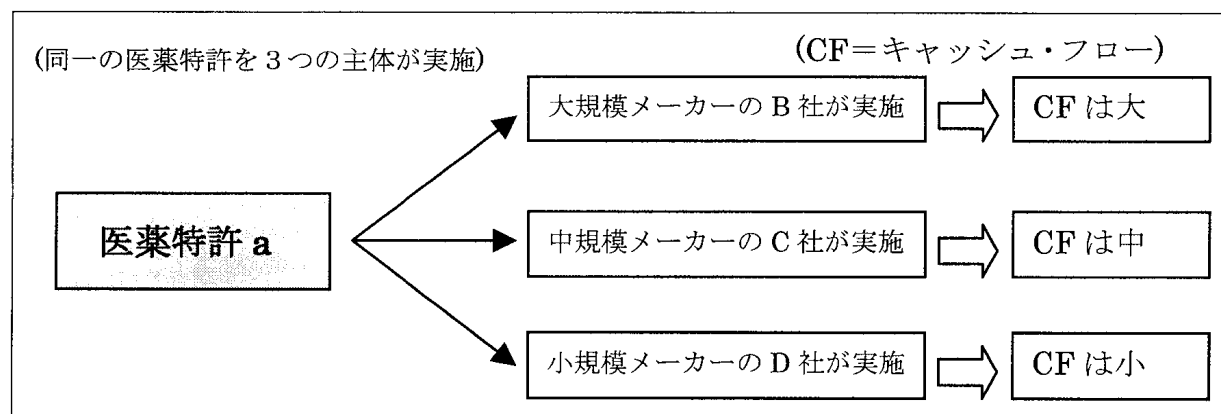 (同一の医薬特許を３つの主体が実施)
(CF＝キャッシュ・フロー)
大規模メーカーの B 社が実施
CF は大
医薬特許 a
中規模メーカーの C 社が実施
CF は中
小規模メーカーの D 社が実施
CF は小